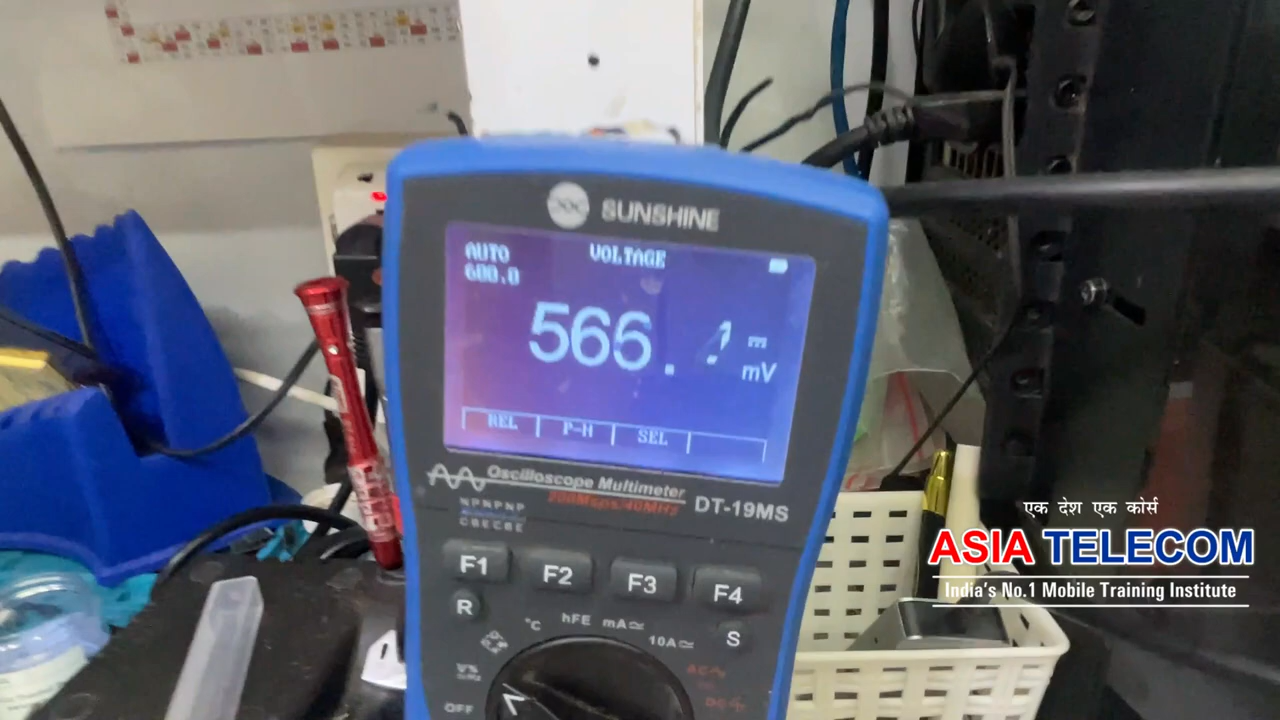 SUNSHINE
AUTO
VOLTAGE
600.0
566.
mV
REL
P-H
SEL
Oscilloscope Multimeter
200Msps/40MHz
DT-19MS
NPNPNP
CBECBE
F1
F2
F3
F4
R
S
°C
hFE
mA
10A
OFF
एक देश एक कोर्स
ASIA TELECOM
India's No.1 Mobile Training Institute